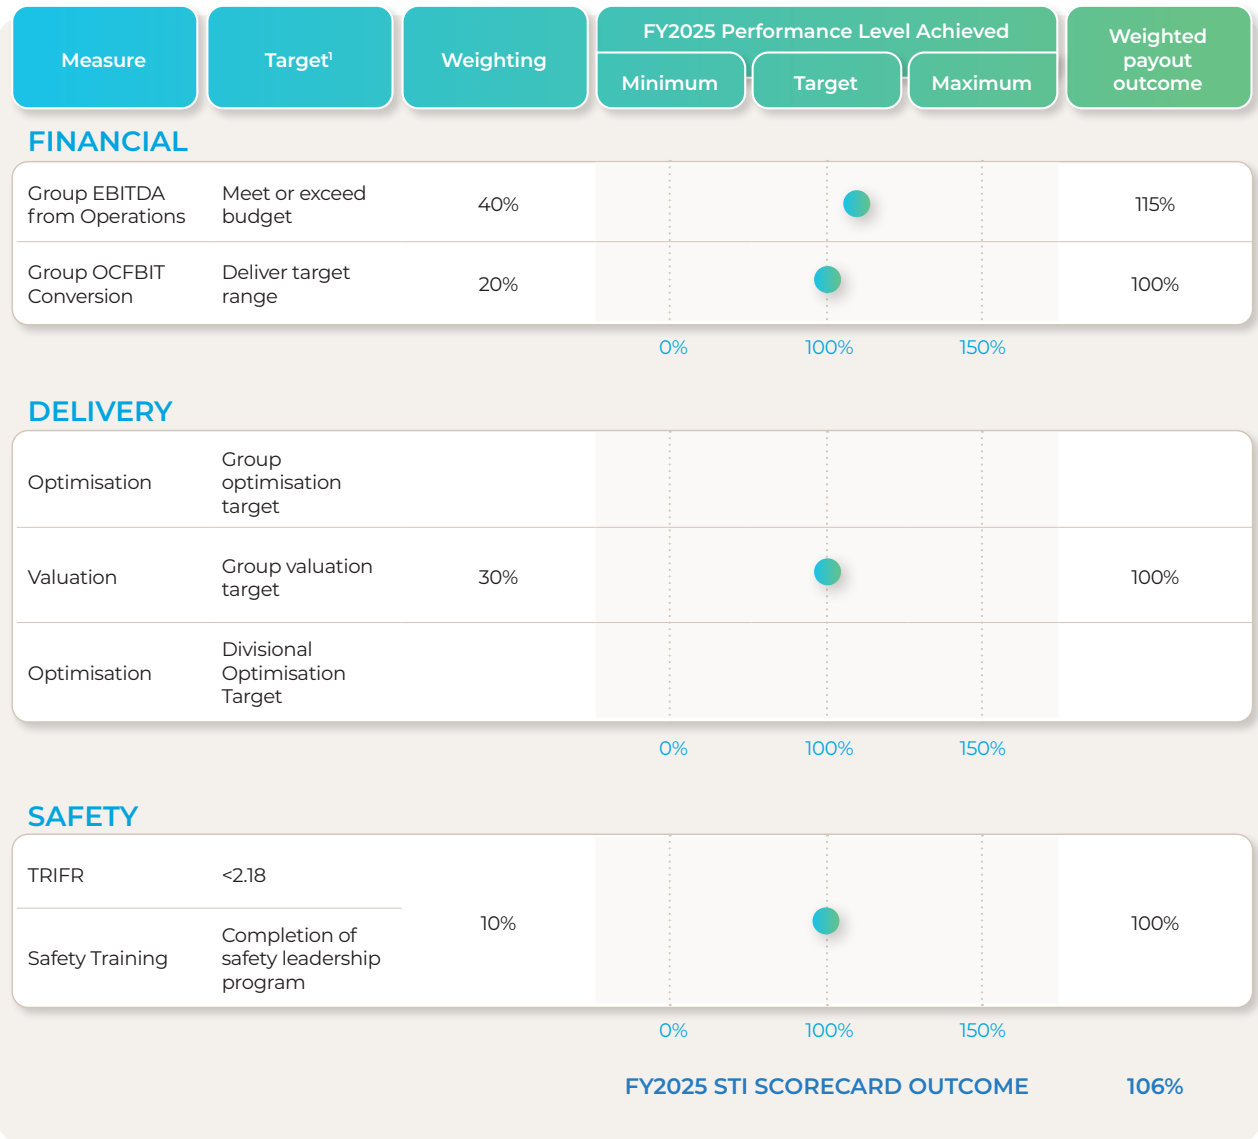 Measure
Target¹
Weighting
FY2025 Performance Level Achieved
Minimum
Target
Maximum
Weighted
payout
outcome
FINANCIAL
Group EBITDA
from Operations
Meet or exceed
budget
40%
115%
Group OCFBIT
Conversion
Deliver target
range
20%
100%
0%
100%
150%
DELIVERY
Optimisation
Group
optimisation
target
Valuation
Group valuation
target
30%
100%
Optimisation
Divisional
Optimisation
Target
0%
100%
150%
SAFETY
TRIFR
<2.18
10%
100%
Safety Training
Completion of
safety leadership
program
0%
100%
150%
FY2025 STI SCORECARD OUTCOME
106%